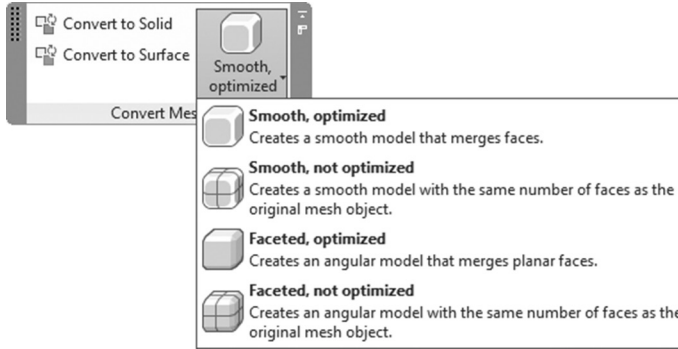 Convert to Solid
Convert to Surface
Smooth,
optimized
Convert Mes
Smooth, optimized
Creates a smooth model that merges faces.
Smooth, not optimized
Creates a smooth model with the same number of faces as the
original mesh object.
Faceted, optimized
Creates an angular model that merges planar faces.
Faceted, not optimized
Creates an angular model with the same number of faces as the
original mesh object.